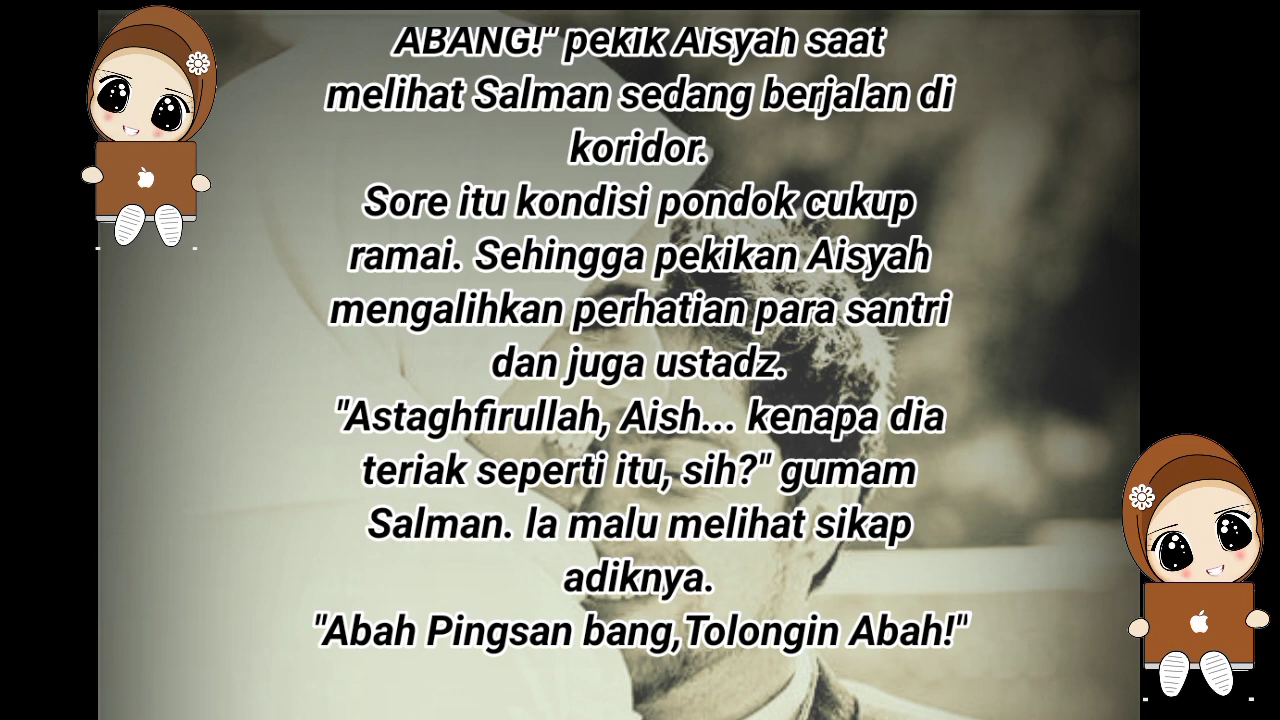 ABANG!" pekik Aisyah saat
melihat Salman sedang berjalan di
koridor.
Sore itu kondisi pondok cukup
ramai. Sehingga pekikan Aisyah
mengalihkan perhatian para santri
dan juga ustadz.
"Astaghfirullah, Aish... kenapa dia
teriak seperti itu, sih?" gumam
Salman. Ia malu melihat sikap
adiknya.
"Abah Pingsan bang,Tolongin Abah!"